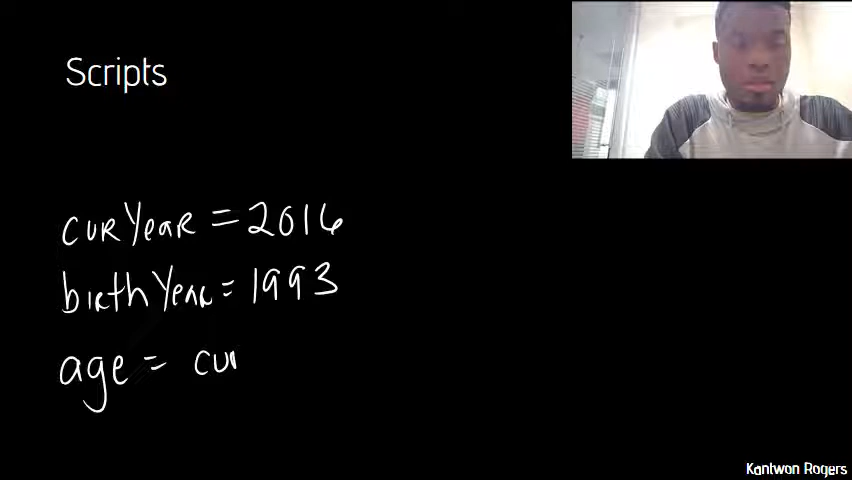 Scripts
curYear = 2016
birthYear = 1993
age = cur
Kantwon Rogers